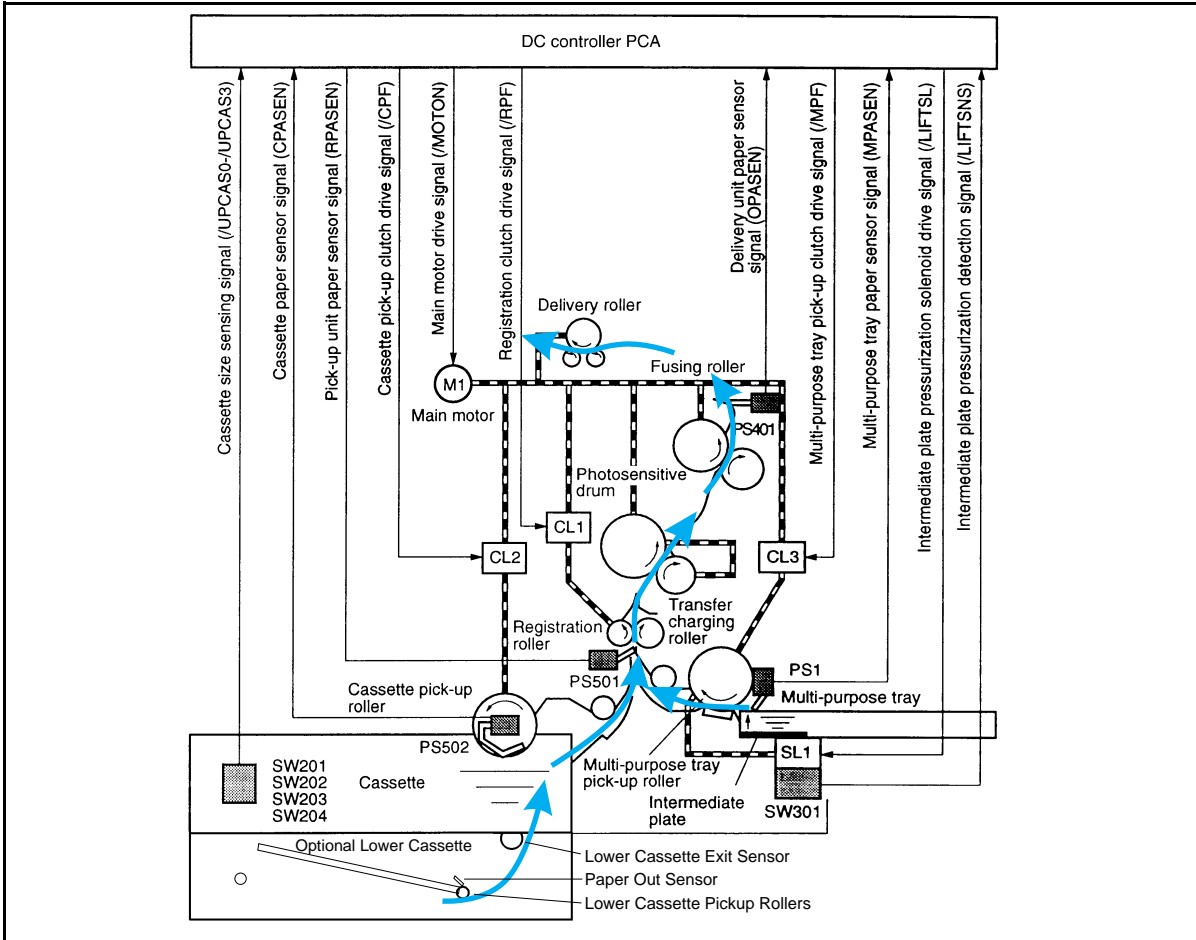 DC controller PCA
Cassette size sensing signal (/UPCAS0-/UPCAS3)
Cassette paper sensor signal (CPASEN)
Pick-up unit paper sensor signal (RPASEN)
Cassette pick-up clutch drive signal (/CPF)
Main motor drive signal (/MOTON)
Registration clutch drive signal (/RPF)
Delivery unit paper sensor
signal (OPASEN)
Multi-purpose tray pick-up clutch drive signal (/MPF)
Multi-purpose tray paper sensor signal (MPASEN)
Intermediate plate pressurization solenoid drive signal (/LIFTSL)
Intermediate plate pressurization detection signal (/LIFTSNS)
Delivery roller
Fusing roller
M1
Main motor
PS401
Photosensitive
drum
CL1
CL2
CL3
Transfer
charging
roller
Registration
roller
PS501
PS1
Multi-purpose tray
Cassette pick-up
roller
PS502
SL1
Multi-purpose tray
pick-up roller
SW201
SW202
SW203
SW204
Cassette
Intermediate
plate
SW301
Optional Lower Cassette
Lower Cassette Exit Sensor
Paper Out Sensor
Lower Cassette Pickup Rollers